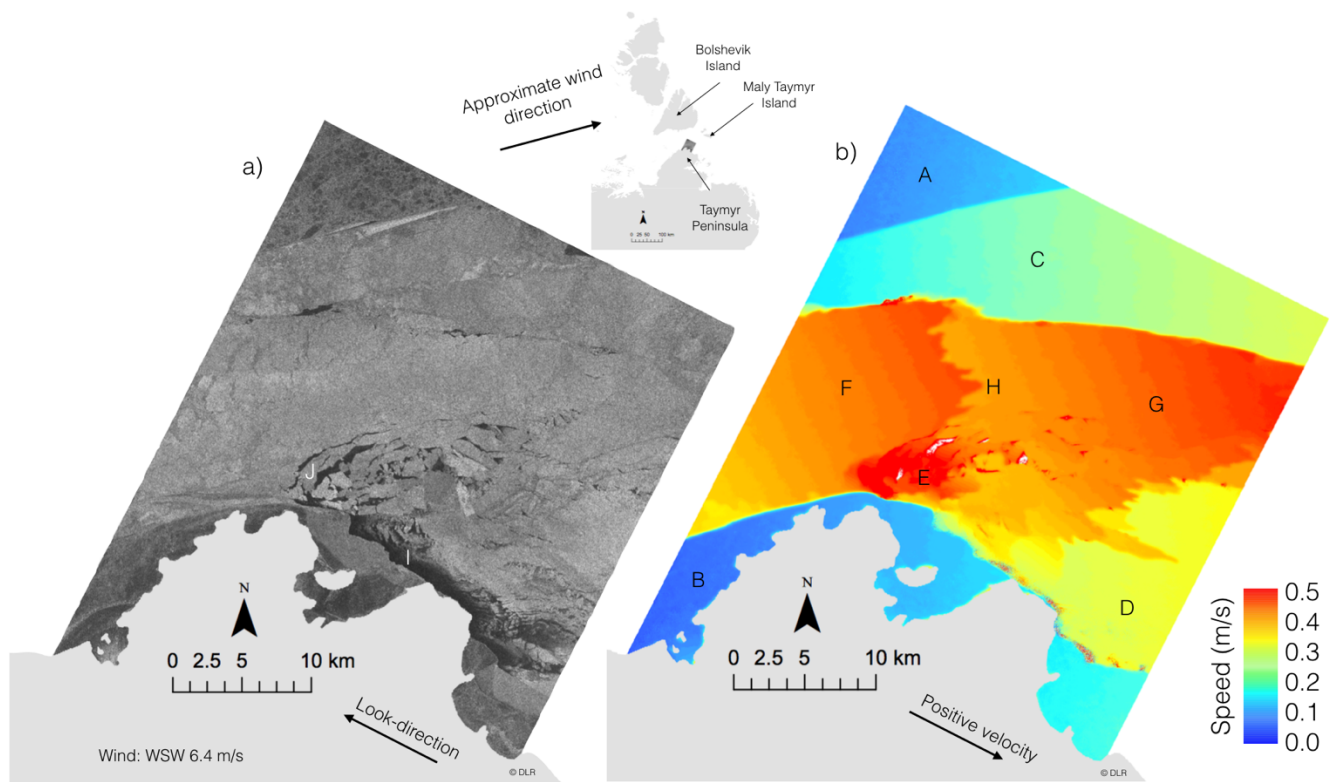 Approximate wind
direction
Bolshevik
Island
Maly Taymyr
Island
Taymyr
Peninsula
N
0 25 50 100 km
a)
J
I
N
0 2.5 5 10 km
Look-direction
Wind: WSW 6.4 m/s
© DLR
b)
A
C
F
H
G
E
B
D
N
0 2.5 5 10 km
Positive velocity
© DLR
Speed (m/s)
0.5
0.4
0.3
0.2
0.1
0.0